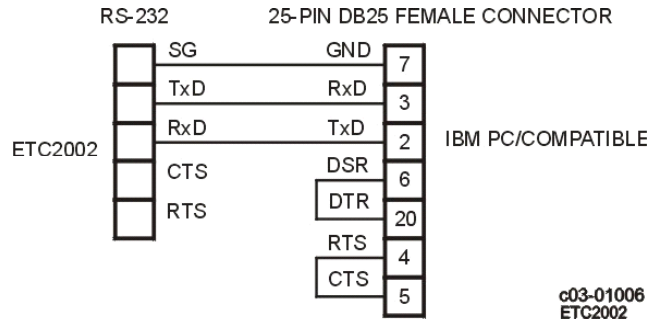 RS-232 25-PIN DB25 FEMALE CONNECTOR
SG GND 7
TxD RxD 3
RxD TxD 2
ETC2002 IBM PC/COMPATIBLE
CTS DSR 6
RTS DTR 20
RTS 4
CTS 5
c03-01006
ETC2002